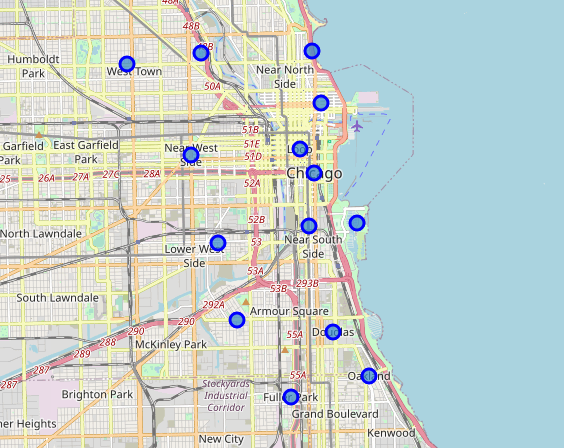 48B
Humboldt
Park
West Town
50A
Near North
Side
51B
51E
51D
Garfield
Park
East Garfield
Park
Near West
Side
25
26A
27A
27C
28A
52A
Chicago
52B
53
North Lawndale
Lower West
Side
Near South
Side
53A
53B
293B
South Lawndale
292A
Armour Square
290
289
288
287
287
McKinley Park
55A
Douglas
55A
Oakland
Brighton Park
Stockyards
Industrial
Corridor
Fuller Park
Grand Boulevard
Heights
New City
Kenwood